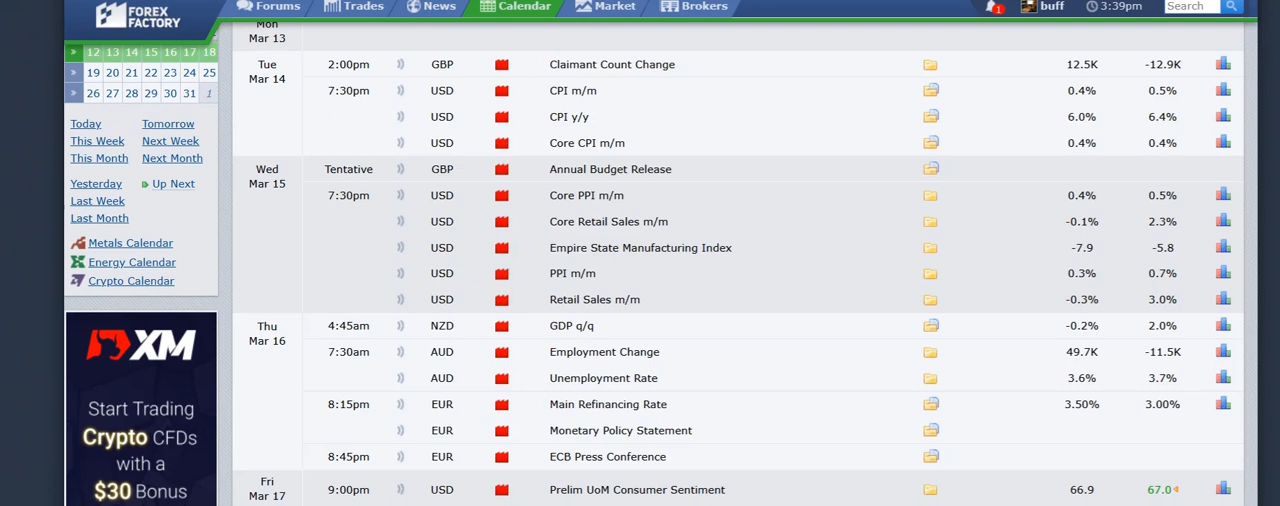 FOREX
FACTORY
Forums Trades News Calendar Market Brokers 1 buff 3:39pm Search
» 12 13 14 15 16 17 18
» 19 20 21 22 23 24 25
» 26 27 28 29 30 31 1
Today Tomorrow
This Week Next Week
This Month Next Month
Yesterday Up Next
Last Week
Last Month
Metals Calendar
Energy Calendar
Crypto Calendar
XM
Start Trading
Crypto CFDs
with a
$30 Bonus
Mon
Mar 13
Tue
Mar 14
2:00pm GBP Claimant Count Change 12.5K -12.9K
7:30pm USD CPI m/m 0.4% 0.5%
USD CPI y/y 6.0% 6.4%
USD Core CPI m/m 0.4% 0.4%
Wed
Mar 15
Tentative GBP Annual Budget Release
7:30pm USD Core PPI m/m 0.4% 0.5%
USD Core Retail Sales m/m -0.1% 2.3%
USD Empire State Manufacturing Index -7.9 -5.8
USD PPI m/m 0.3% 0.7%
USD Retail Sales m/m -0.3% 3.0%
Thu
Mar 16
4:45am NZD GDP q/q -0.2% 2.0%
7:30am AUD Employment Change 49.7K -11.5K
AUD Unemployment Rate 3.6% 3.7%
8:15pm EUR Main Refinancing Rate 3.50% 3.00%
EUR Monetary Policy Statement
8:45pm EUR ECB Press Conference
Fri
Mar 17
9:00pm USD Prelim UoM Consumer Sentiment 66.9 67.0